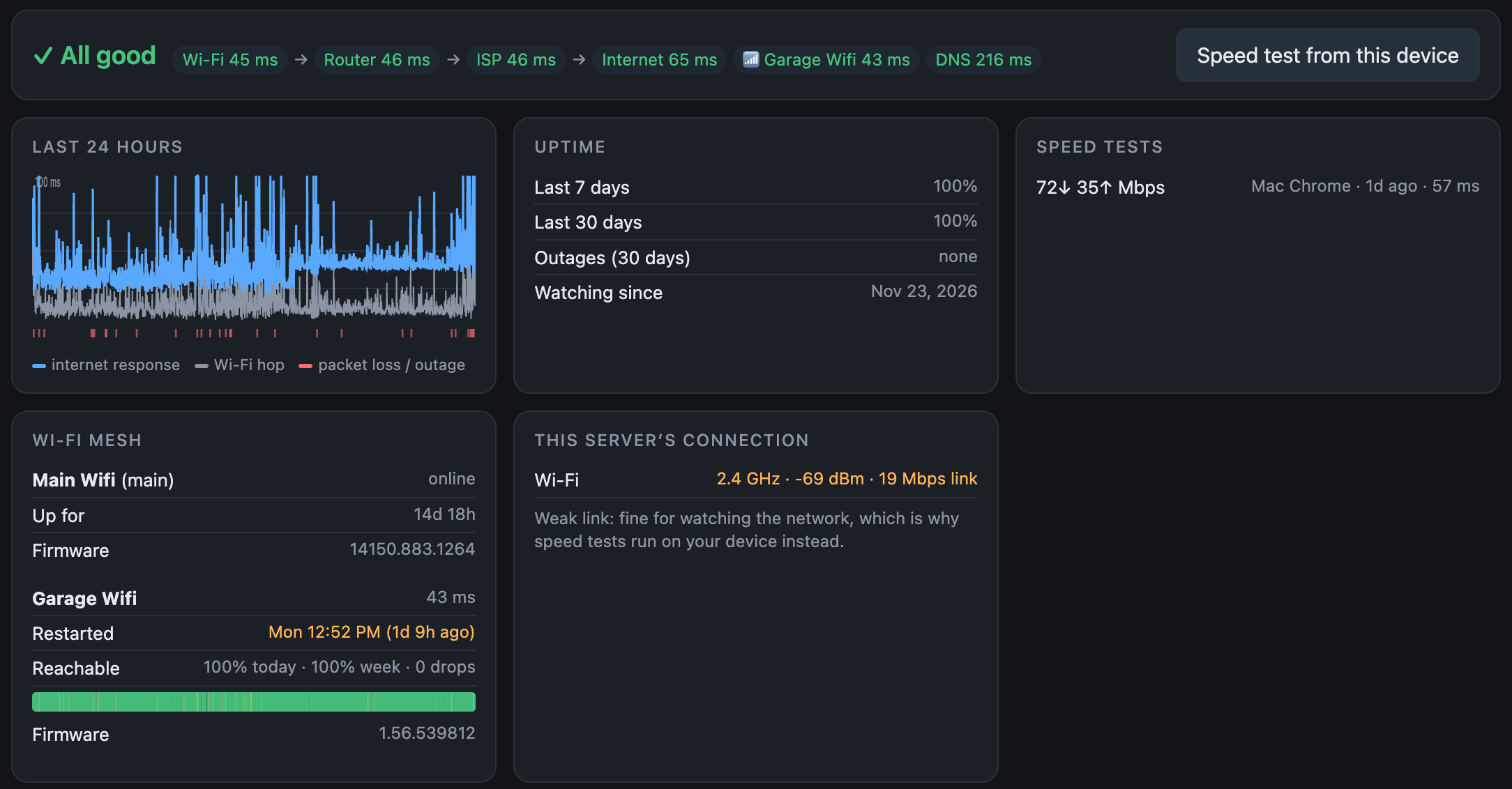 ✓ All good
Wi-Fi 45 ms → Router 46 ms → ISP 46 ms → Internet 65 ms 📶 Garage Wifi 43 ms DNS 216 ms
Speed test from this device
LAST 24 HOURS
100 ms
internet response Wi-Fi hop packet loss / outage
UPTIME
Last 7 days 100%
Last 30 days 100%
Outages (30 days) none
Watching since Nov 23, 2026
SPEED TESTS
72↓ 35↑ Mbps Mac Chrome · 1d ago · 57 ms
WI-FI MESH
Main Wifi (main) online
Up for 14d 18h
Firmware 14150.883.1264
Garage Wifi 43 ms
Restarted Mon 12:52 PM (1d 9h ago)
Reachable 100% today · 100% week · 0 drops
Firmware 1.56.539812
THIS SERVER’S CONNECTION
Wi-Fi 2.4 GHz · -69 dBm · 19 Mbps link
Weak link: fine for watching the network, which is why
speed tests run on your device instead.